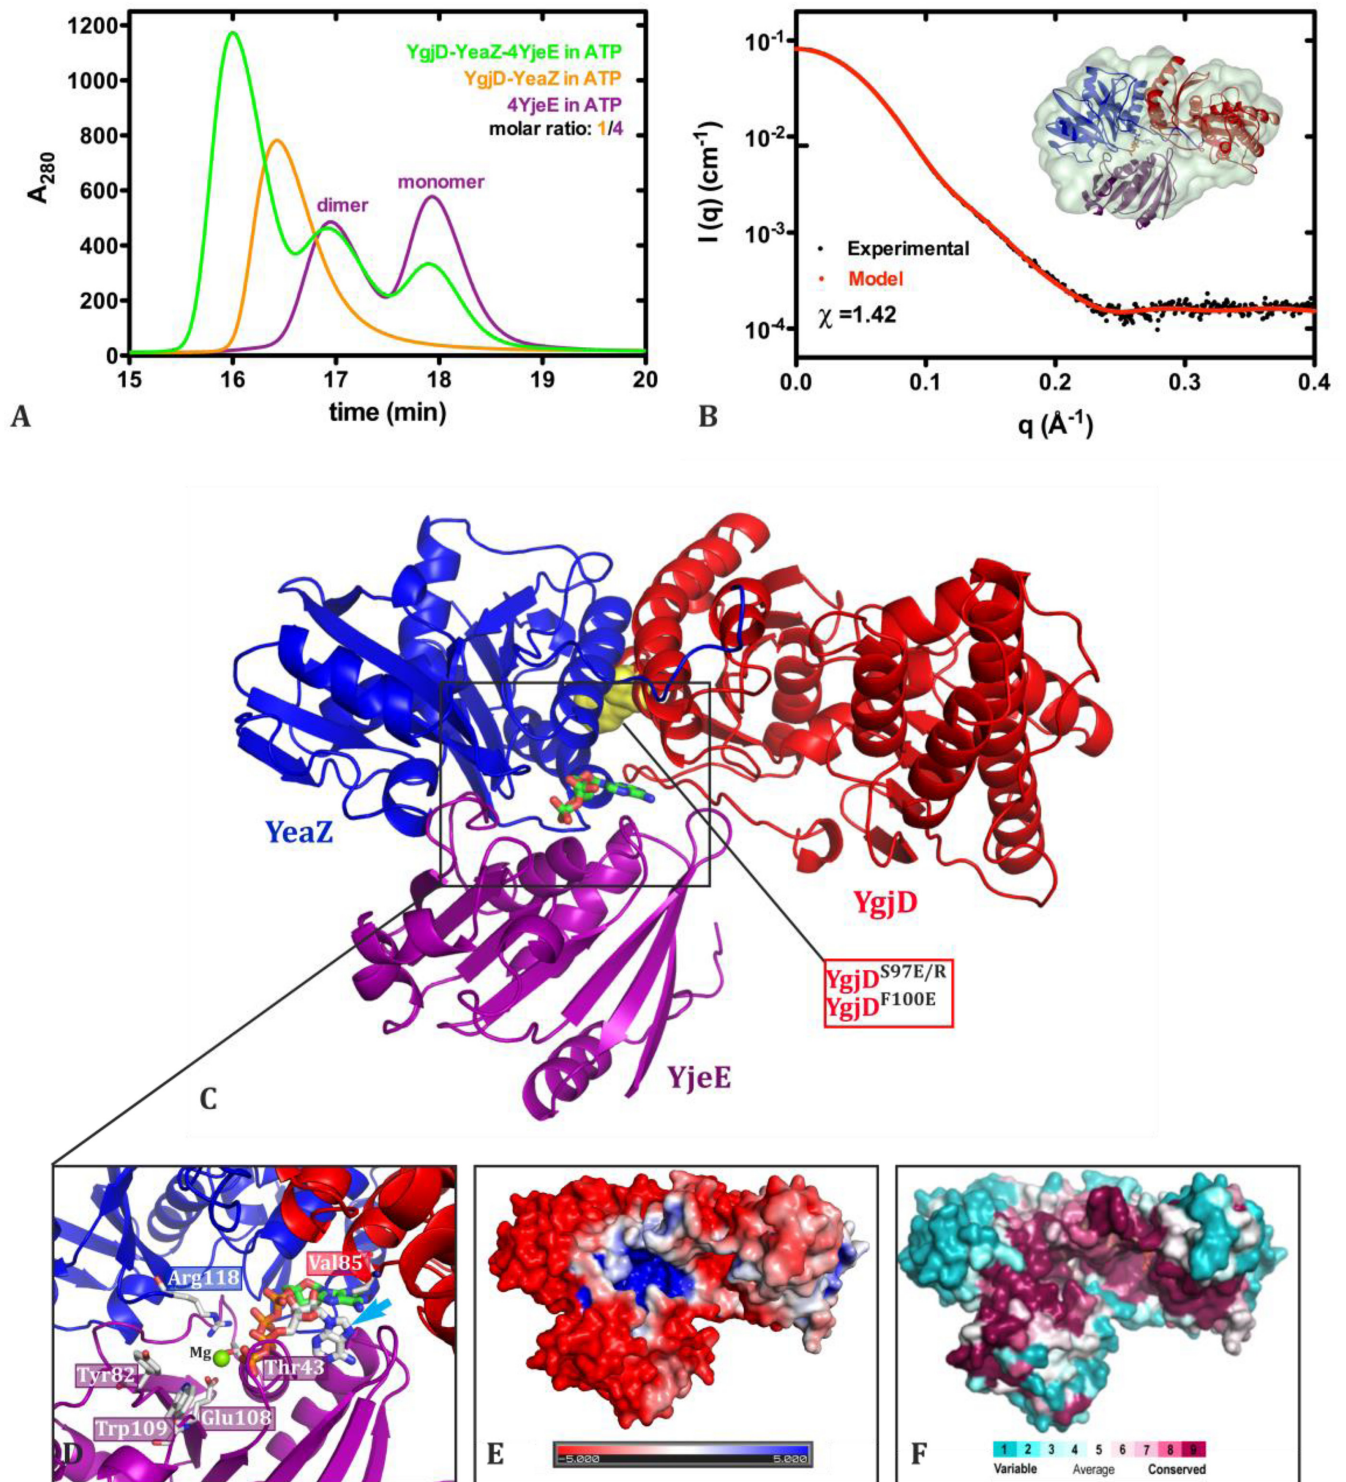 1200
1000
800
600
400
200
0
A280
15 16 17 18 19 20
time (min)
YgjD-YeaZ-4YjeE in ATP
YgjD-YeaZ in ATP
4YjeE in ATP
molar ratio: 1/4
dimer
monomer
A
10-1
10-2
10-3
10-4
I (q) (cm-1)
Experimental
Model
χ =1.42
0.0 0.1 0.2 0.3 0.4
q (Å-1)
B
YeaZ
YgjD
YgjDS97E/R
YgjDF100E
YjeE
C
Val85
Arg118
Mg
Thr43
Tyr82
Glu108
Trp109
D
E
-5.000 5.000
F
1 2 3 4 5 6 7 8 9
Variable Average Conserved